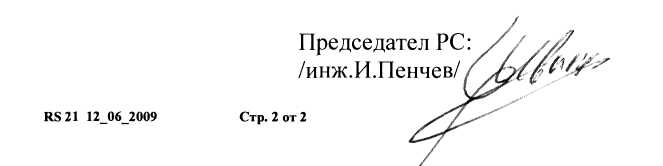 Председател РС:
/инж.И.Пенчев/
RS 21 12_06_2009 Стр. 2 от 2